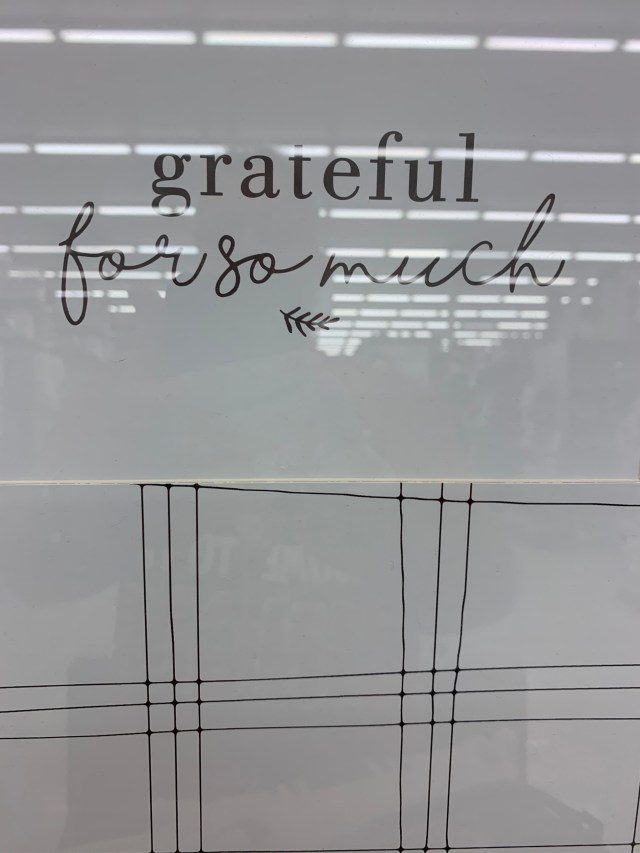 grateful
for so much